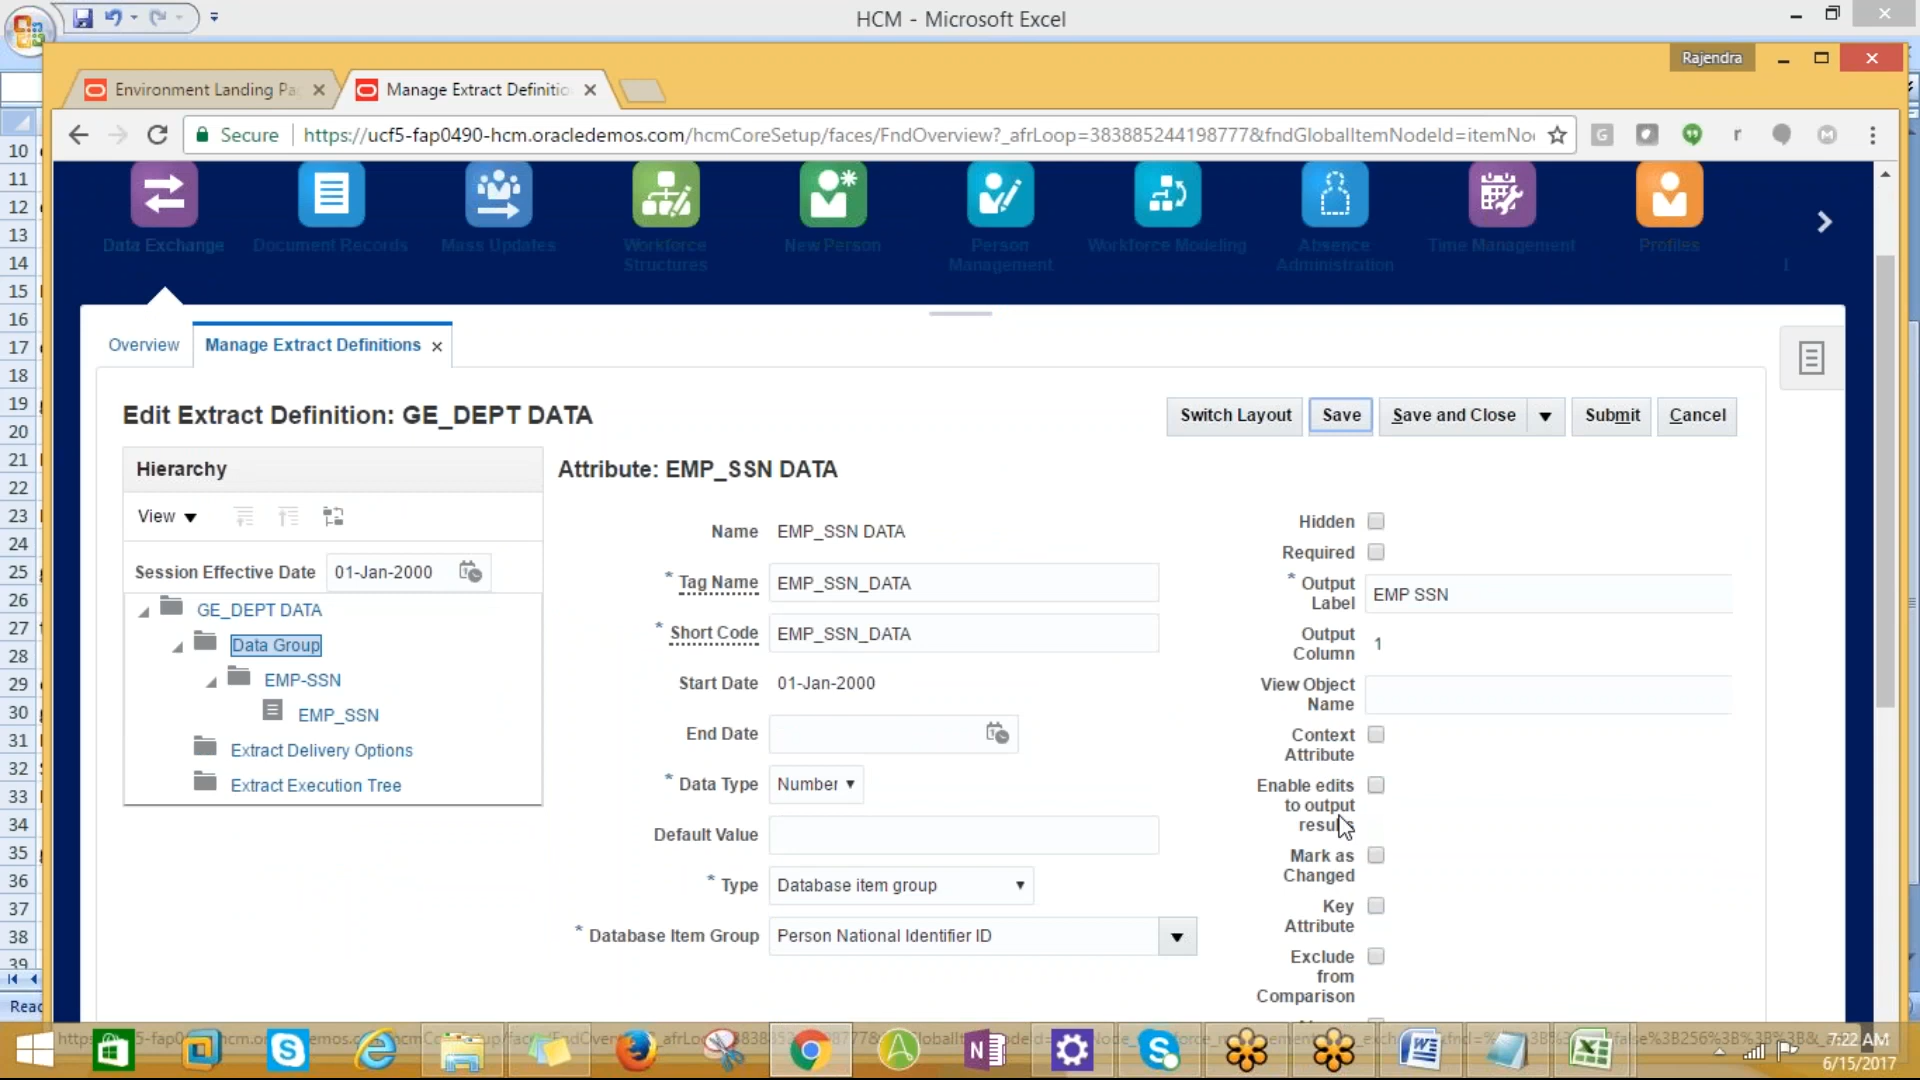 HCM - Microsoft Excel
Rajendra
Environment Landing Pa
Manage Extract Definitio
Secure
https://ucf5-fap0490-hcm.oracledemos.com/hcmCoreSetup/faces/FndOverview?_afrLoop=383885244198777&fndGlobalItemNodeId=itemNo
Data Exchange
Document Records
Mass Updates
Workforce Structures
New Person
Person Management
Workforce Modeling
Absence Administration
Time Management
Profiles
Overview
Manage Extract Definitions
Edit Extract Definition: GE_DEPT DATA
Switch Layout
Save
Save and Close
Submit
Cancel
Hierarchy
View
Session Effective Date
01-Jan-2000
GE_DEPT DATA
Data Group
EMP-SSN
EMP_SSN
Extract Delivery Options
Extract Execution Tree
Attribute: EMP_SSN DATA
Name EMP_SSN DATA
* Tag Name EMP_SSN_DATA
* Short Code EMP_SSN_DATA
Start Date 01-Jan-2000
End Date
* Data Type Number
Default Value
* Type Database item group
* Database Item Group Person National Identifier ID
Hidden
Required
* Output Label EMP SSN
Output Column 1
View Object Name
Context Attribute
Enable edits to output results
Mark as Changed
Key Attribute
Exclude from Comparison
10
11
12
13
14
15
16
17
18
19
20
21
22
23
24
25
26
27
28
29
30
31
32
33
34
35
36
37
38
39
Read
7:22 AM
6/15/2017